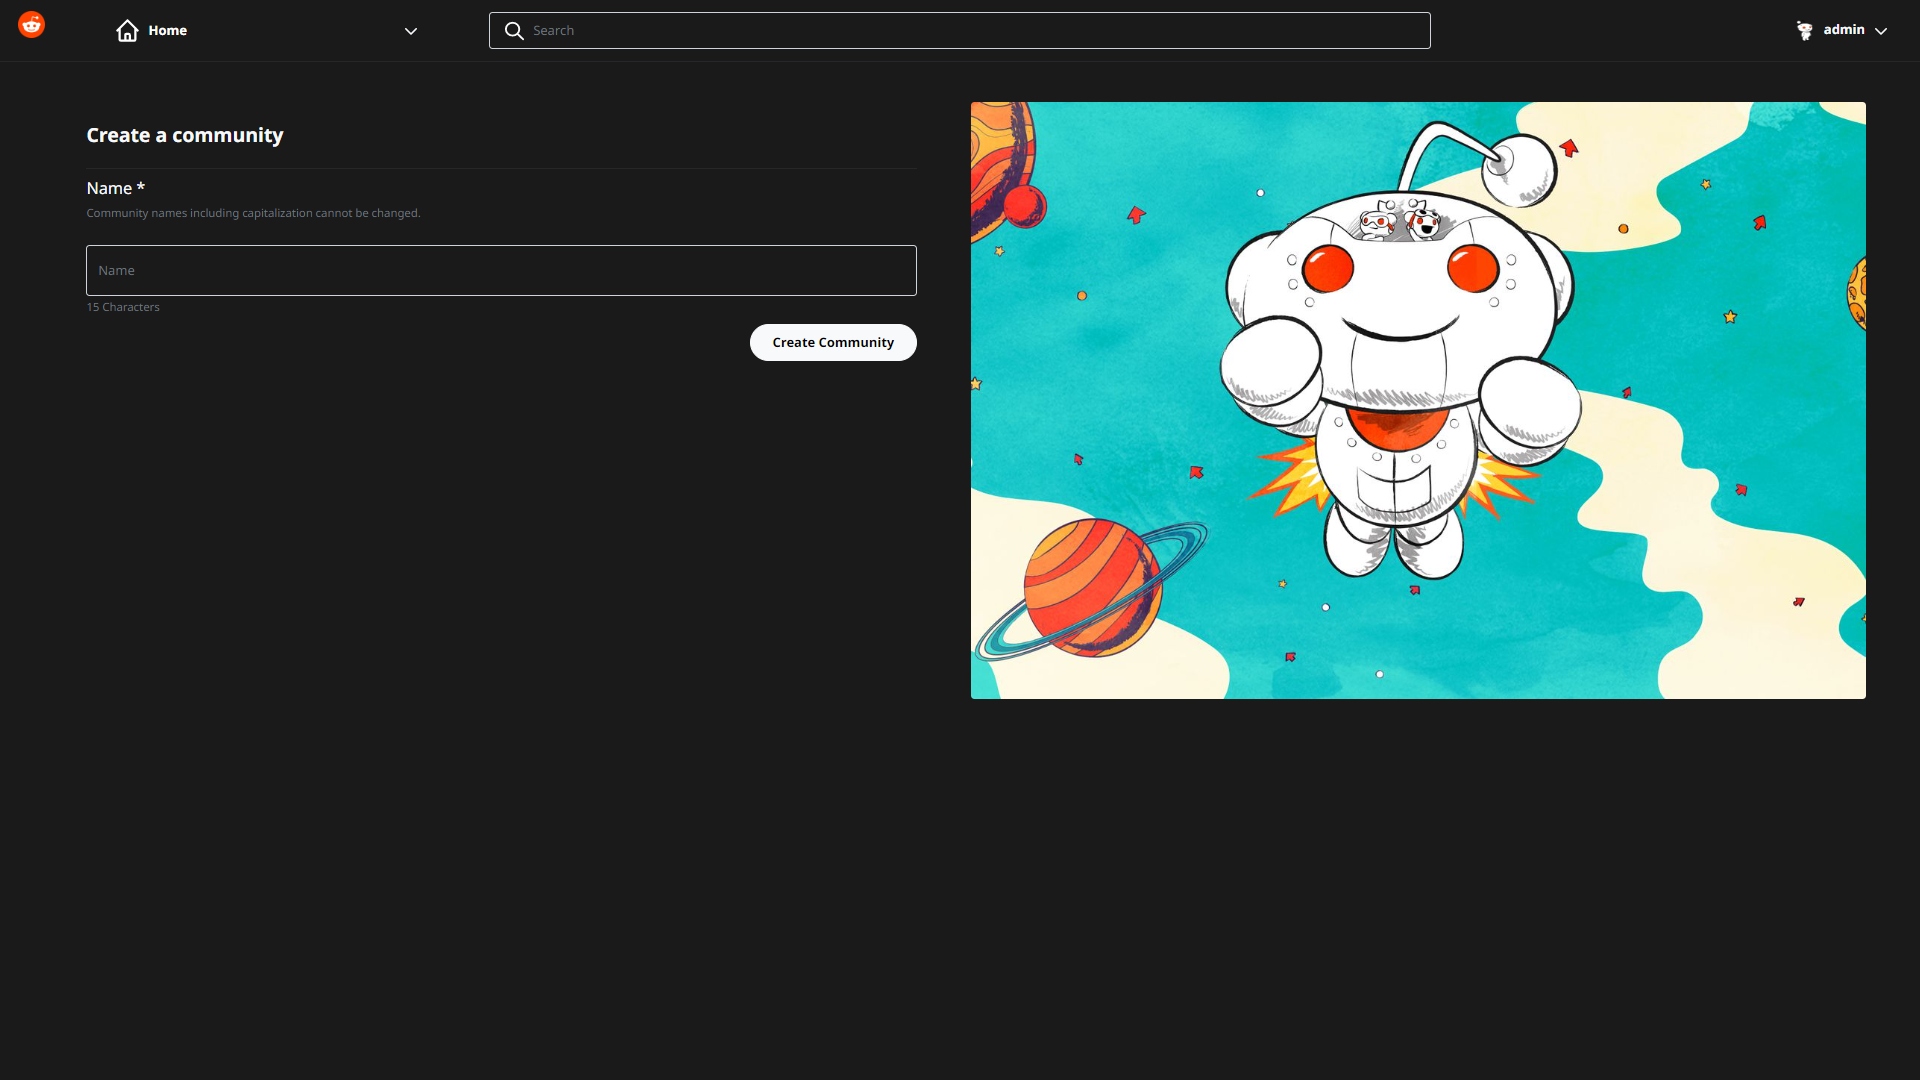 Home
Search
admin
Create a community
Name *
Community names including capitalization cannot be changed.
Name
15 Characters
Create Community